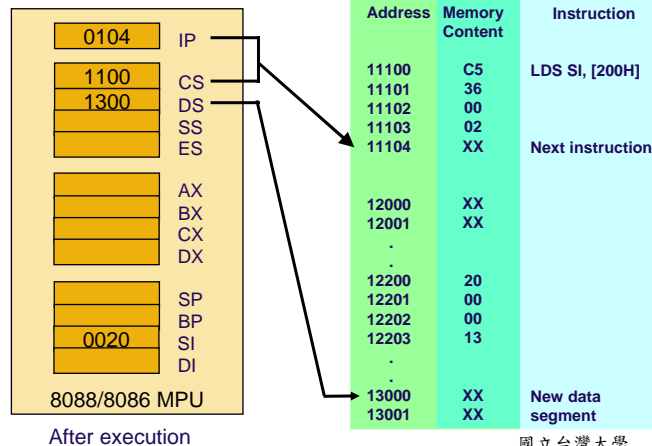 0104 IP
1100 CS
1300 DS
SS
ES
AX
BX
CX
DX
SP
BP
0020 SI
DI
8088/8086 MPU
After execution
Address Memory Content Instruction
11100 C5 LDS SI, [200H]
11101 36
11102 00
11103 02
11104 XX Next instruction
12000 XX
12001 XX
.
.
12200 20
12201 00
12202 00
12203 13
.
.
13000 XX New data
13001 XX segment
國立台灣大學